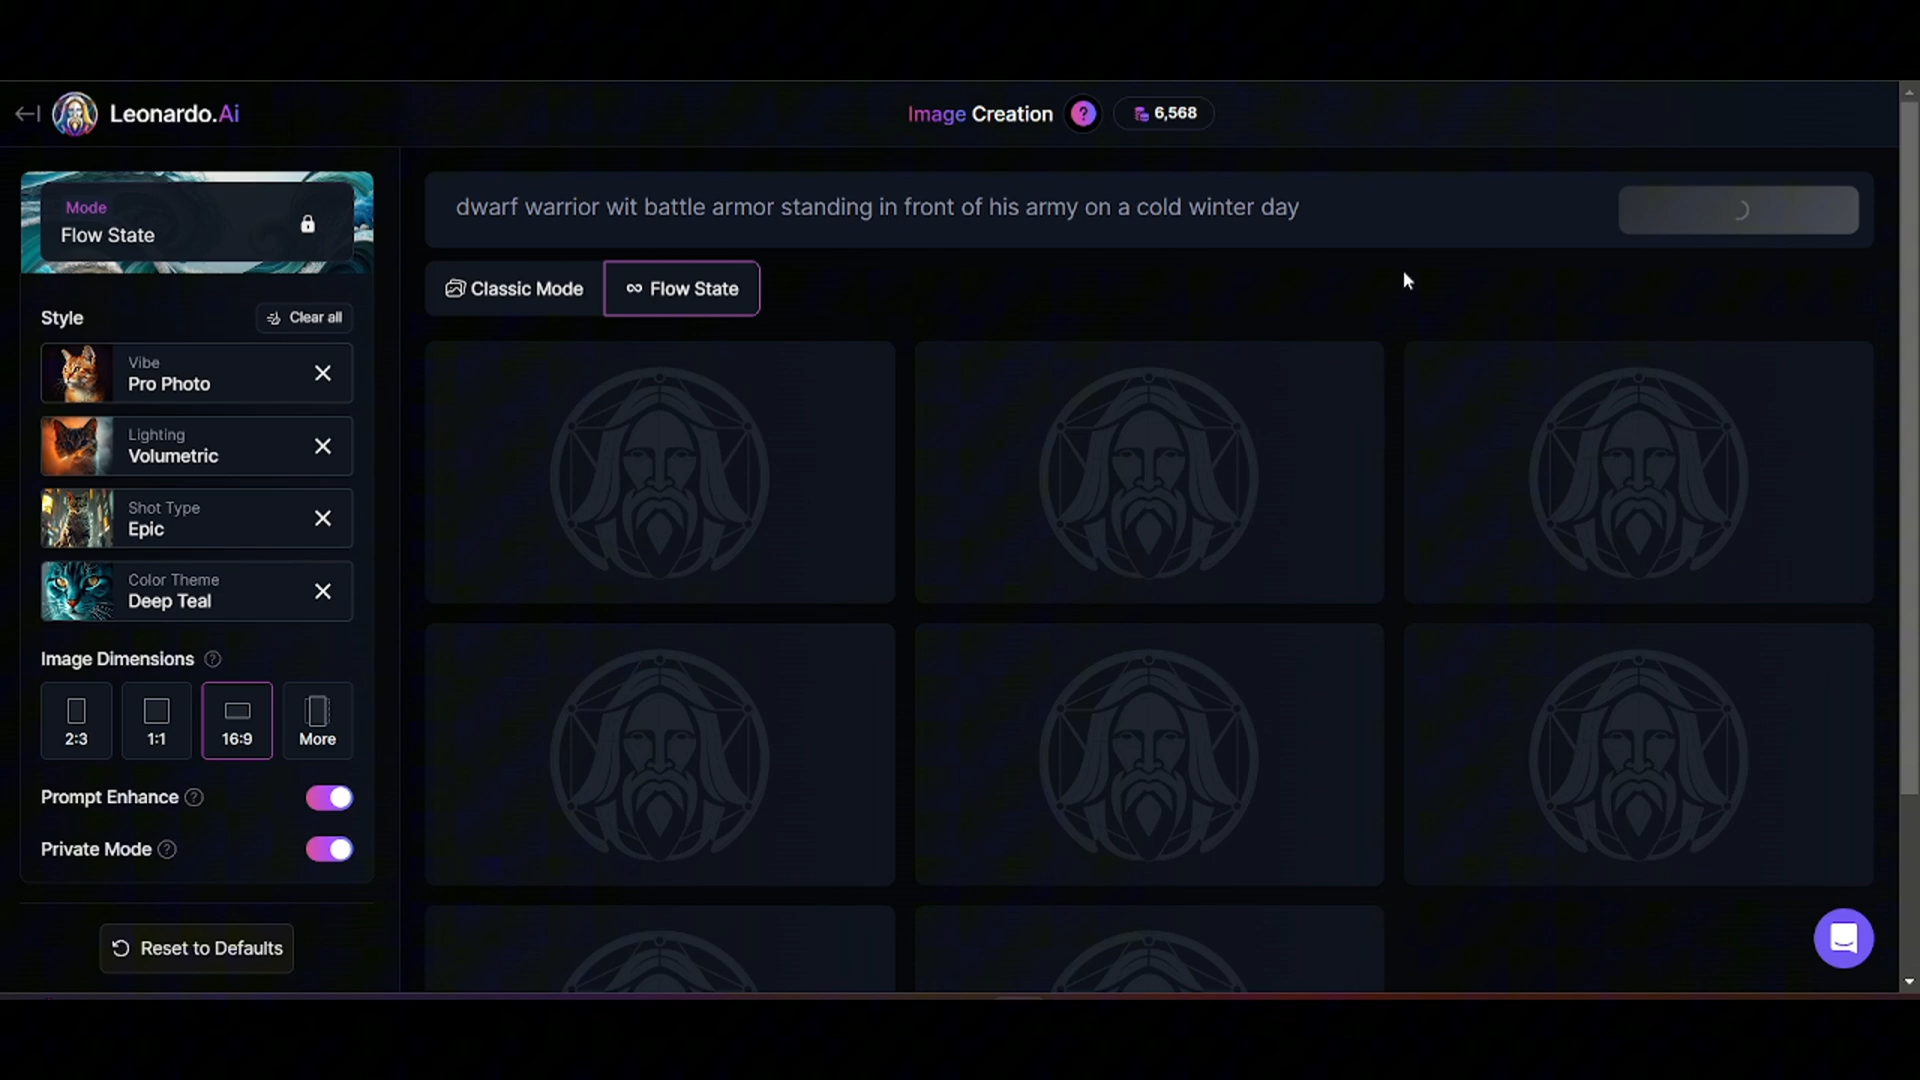 Leonardo.Ai
Image Creation
?
6,568
Mode
Flow State
dwarf warrior wit battle armor standing in front of his army on a cold winter day
Classic Mode
Flow State
Style
Clear all
Vibe
Pro Photo
Lighting
Volumetric
Shot Type
Epic
Color Theme
Deep Teal
Image Dimensions ?
2:3
1:1
16:9
More
Prompt Enhance ?
Private Mode ?
Reset to Defaults